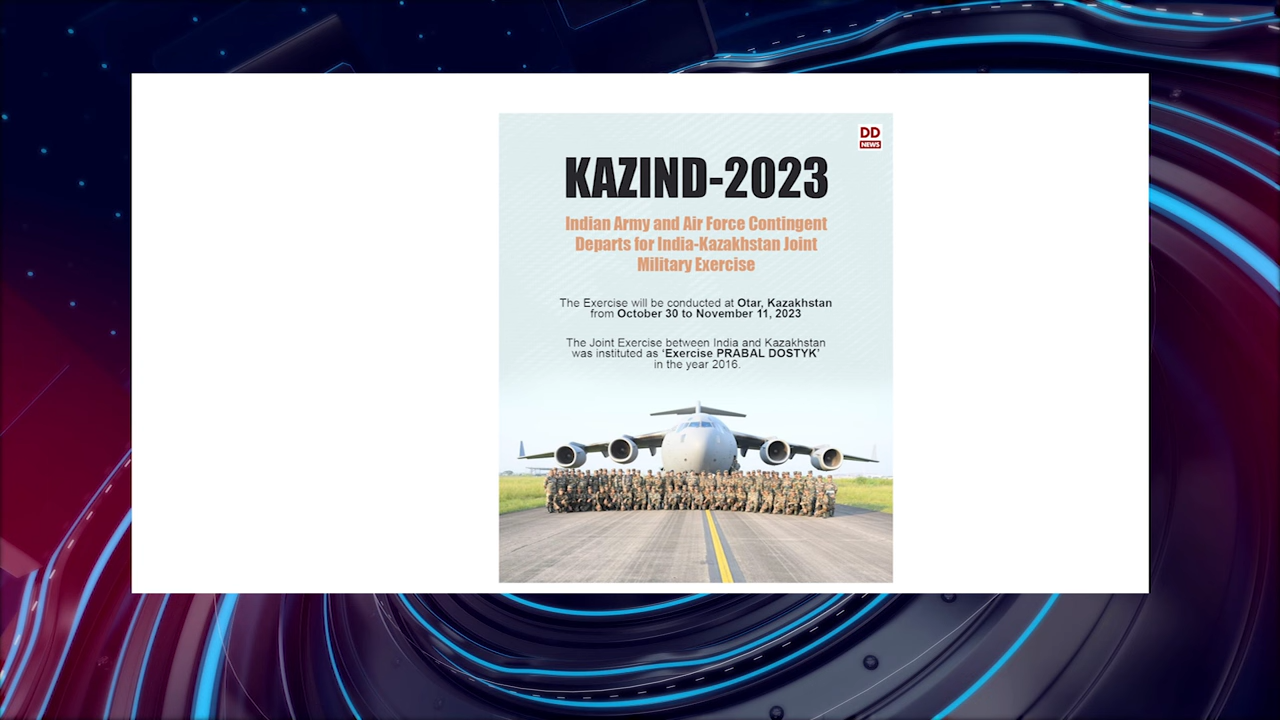 DD
NEWS
KAZIND-2023
Indian Army and Air Force Contingent
Departs for India-Kazakhstan Joint
Military Exercise
The Exercise will be conducted at Otar, Kazakhstan
from October 30 to November 11, 2023
The Joint Exercise between India and Kazakhstan
was instituted as ‘Exercise PRABAL DOSTYK’
in the year 2016.